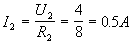 I₂ = U₂/R₂ = 4/8 = 0.5A